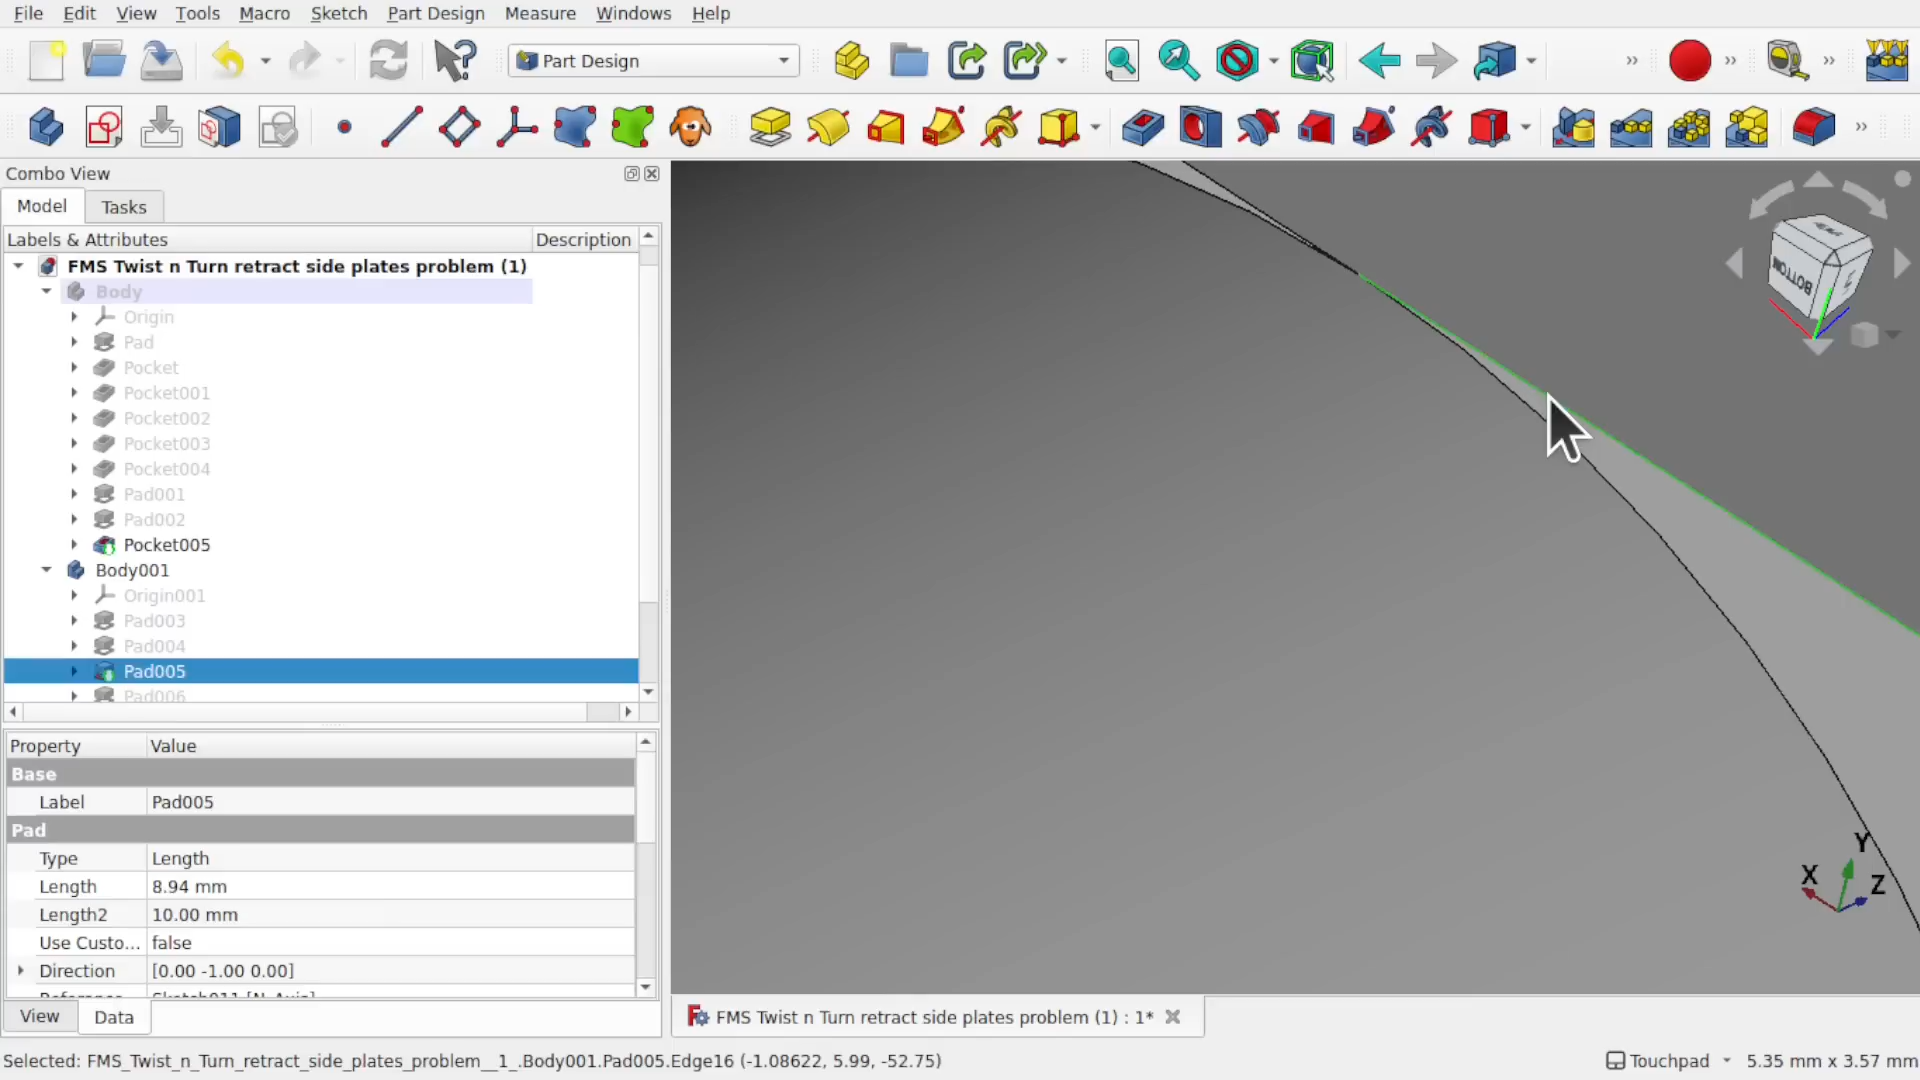 File Edit View Tools Macro Sketch Part Design Measure Windows Help
Part Design
Combo View
Model Tasks
Labels & Attributes Description
FMS Twist n Turn retract side plates problem (1)
Body
Origin
Pad
Pocket
Pocket001
Pocket002
Pocket003
Pocket004
Pad001
Pad002
Pocket005
Body001
Origin001
Pad003
Pad004
Pad005
Pad006
Property Value
Base
Label Pad005
Pad
Type Length
Length 8.94 mm
Length2 10.00 mm
Use Custo... false
Direction [0.00 -1.00 0.00]
View Data
BOTTOM
Y
X
Z
FMS Twist n Turn retract side plates problem (1) : 1*
Selected: FMS_Twist_n_Turn_retract_side_plates_problem__1_.Body001.Pad005.Edge16 (-1.08622, 5.99, -52.75)
Touchpad 5.35 mm x 3.57 mm